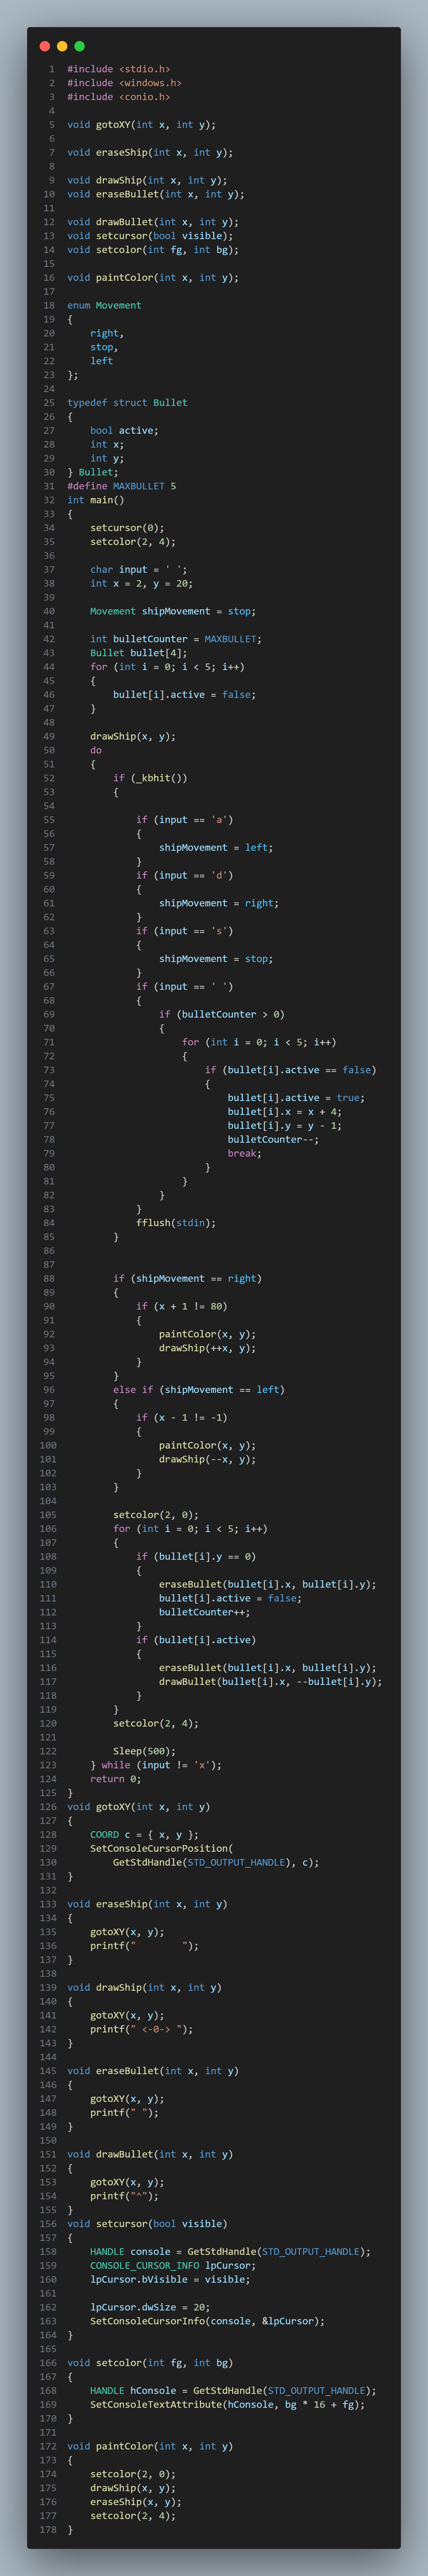 1 #include <stdio.h>
2 #include <windows.h>
3 #include <conio.h>
4
5 void gotoXY(int x, int y);
6
7 void eraseShip(int x, int y);
8
9 void drawShip(int x, int y);
10 void eraseBullet(int x, int y);
11
12 void drawBullet(int x, int y);
13 void setcursor(bool visible);
14 void setcolor(int fg, int bg);
15
16 void paintColor(int x, int y);
17
18 enum Movement
19 {
20     right,
21     stop,
22     left
23 };
24
25 typedef struct Bullet
26 {
27     bool active;
28     int x;
29     int y;
30 } Bullet;
31 #define MAXBULLET 5
32 int main()
33 {
34     setcursor(0);
35     setcolor(2, 4);
36
37     char input = ' ';
38     int x = 2, y = 20;
39
40     Movement shipMovement = stop;
41
42     int bulletCounter = MAXBULLET;
43     Bullet bullet[4];
44     for (int i = 0; i < 5; i++)
45     {
46         bullet[i].active = false;
47     }
48
49     drawShip(x, y);
50     do
51     {
52         if (_kbhit())
53         {
54
55             if (input == 'a')
56             {
57                 shipMovement = left;
58             }
59             if (input == 'd')
60             {
61                 shipMovement = right;
62             }
63             if (input == 's')
64             {
65                 shipMovement = stop;
66             }
67             if (input == ' ')
68             {
69                 if (bulletCounter > 0)
70                 {
71                     for (int i = 0; i < 5; i++)
72                     {
73                         if (bullet[i].active == false)
74                         {
75                             bullet[i].active = true;
76                             bullet[i].x = x + 4;
77                             bullet[i].y = y - 1;
78                             bulletCounter--;
79                             break;
80                         }
81                     }
82                 }
83             }
84             fflush(stdin);
85         }
86
87
88         if (shipMovement == right)
89         {
90             if (x + 1 != 80)
91             {
92                 paintColor(x, y);
93                 drawShip(++x, y);
94             }
95         }
96         else if (shipMovement == left)
97         {
98             if (x - 1 != -1)
99             {
100                 paintColor(x, y);
101                 drawShip(--x, y);
102             }
103         }
104
105         setcolor(2, 0);
106         for (int i = 0; i < 5; i++)
107         {
108             if (bullet[i].y == 0)
109             {
110                 eraseBullet(bullet[i].x, bullet[i].y);
111                 bullet[i].active = false;
112                 bulletCounter++;
113             }
114             if (bullet[i].active)
115             {
116                 eraseBullet(bullet[i].x, bullet[i].y);
117                 drawBullet(bullet[i].x, --bullet[i].y);
118             }
119         }
120         setcolor(2, 4);
121
122         Sleep(500);
123     } while (input != 'x');
124     return 0;
125 }
126 void gotoXY(int x, int y)
127 {
128     COORD c = { x, y };
129     SetConsoleCursorPosition(
130         GetStdHandle(STD_OUTPUT_HANDLE), c);
131 }
132
133 void eraseShip(int x, int y)
134 {
135     gotoXY(x, y);
136     printf("        ");
137 }
138
139 void drawShip(int x, int y)
140 {
141     gotoXY(x, y);
142     printf(" <-0-> ");
143 }
144
145 void eraseBullet(int x, int y)
146 {
147     gotoXY(x, y);
148     printf(" ");
149 }
150
151 void drawBullet(int x, int y)
152 {
153     gotoXY(x, y);
154     printf("^");
155 }
156 void setcursor(bool visible)
157 {
158     HANDLE console = GetStdHandle(STD_OUTPUT_HANDLE);
159     CONSOLE_CURSOR_INFO lpCursor;
160     lpCursor.bVisible = visible;
161
162     lpCursor.dwSize = 20;
163     SetConsoleCursorInfo(console, &lpCursor);
164 }
165
166 void setcolor(int fg, int bg)
167 {
168     HANDLE hConsole = GetStdHandle(STD_OUTPUT_HANDLE);
169     SetConsoleTextAttribute(hConsole, bg * 16 + fg);
170 }
171
172 void paintColor(int x, int y)
173 {
174     setcolor(2, 0);
175     drawShip(x, y);
176     eraseShip(x, y);
177     setcolor(2, 4);
178 }